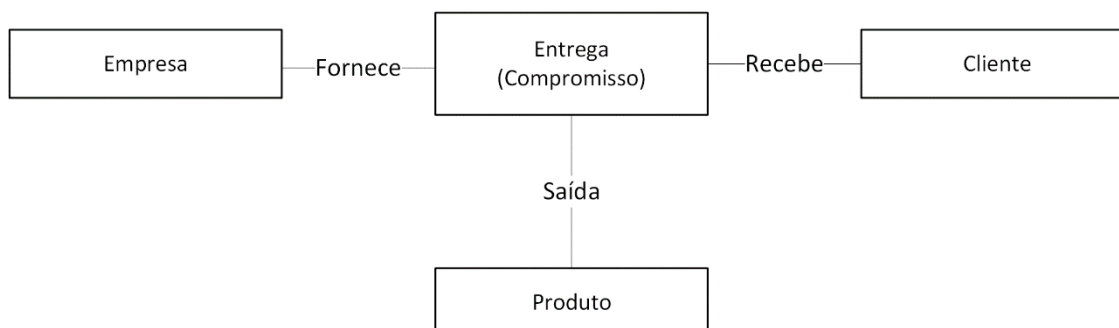 Empresa
Fornece
Entrega
(Compromisso)
Recebe
Cliente
Saída
Produto